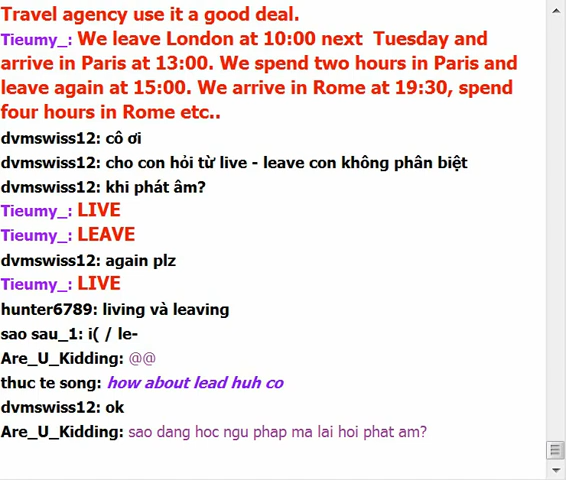 Travel agency use it a good deal.
Tieumy_: We leave London at 10:00 next  Tuesday and
arrive in Paris at 13:00. We spend two hours in Paris and
leave again at 15:00. We arrive in Rome at 19:30, spend
four hours in Rome etc..
dvmswiss12: cô ơi
dvmswiss12: cho con hỏi từ live - leave con không phân biệt
dvmswiss12: khi phát âm?
Tieumy_: LIVE
Tieumy_: LEAVE
dvmswiss12: again plz
Tieumy_: LIVE
hunter6789: living và leaving
sao sau_1: i( / le-
Are_U_Kidding: @@
thuc te song: how about lead huh co
dvmswiss12: ok
Are_U_Kidding: sao dang hoc ngu phap ma lai hoi phat am?